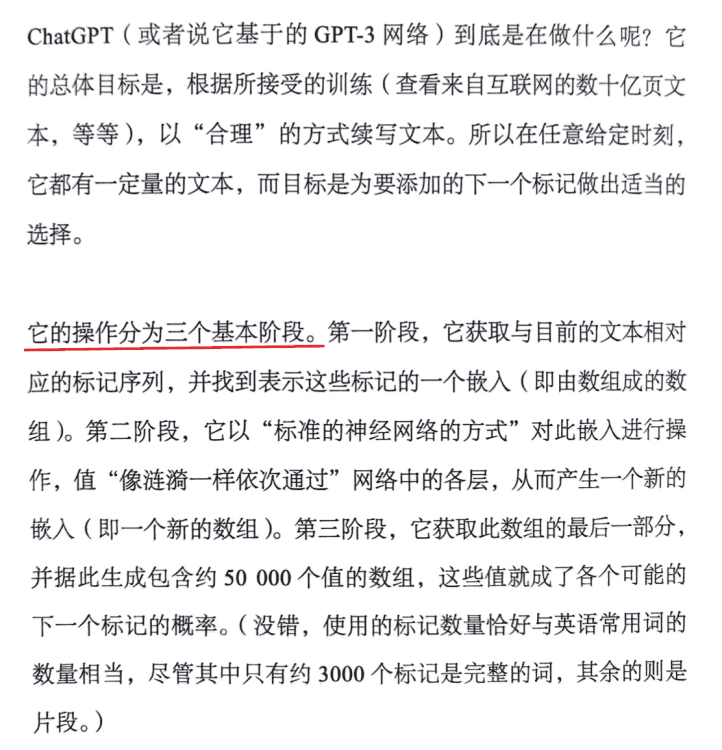 ChatGPT（或者说它基于的 GPT-3 网络）到底是在做什么呢？它
的总体目标是，根据所接受的训练（查看来自互联网的数十亿页文
本，等等），以“合理”的方式续写文本。所以在任意给定时刻，
它都有一定量的文本，而目标是为要添加的下一个标记做出适当的
选择。
它的操作分为三个基本阶段。第一阶段，它获取与目前的文本相对
应的标记序列，并找到表示这些标记的一个嵌入（即由数组成的数
组）。第二阶段，它以“标准的神经网络的方式”对此嵌入进行操
作，值“像涟漪一样依次通过”网络中的各层，从而产生一个新的
嵌入（即一个新的数组）。第三阶段，它获取此数组的最后一部分，
并据此生成包含约 50 000 个值的数组，这些值就成了各个可能的
下一个标记的概率。（没错，使用的标记数量恰好与英语常用词的
数量相当，尽管其中只有约 3000 个标记是完整的词，其余的则是
片段。）